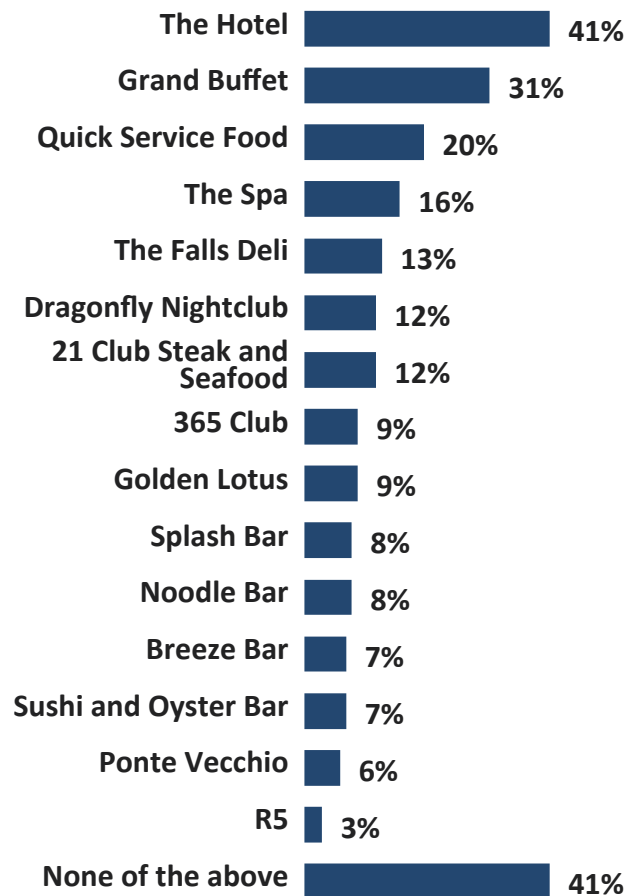 The Hotel 41%
Grand Buffet 31%
Quick Service Food 20%
The Spa 16%
The Falls Deli 13%
Dragonfly Nightclub 12%
21 Club Steak and
Seafood 12%
365 Club 9%
Golden Lotus 9%
Splash Bar 8%
Noodle Bar 8%
Breeze Bar 7%
Sushi and Oyster Bar 7%
Ponte Vecchio 6%
R5 3%
None of the above 41%